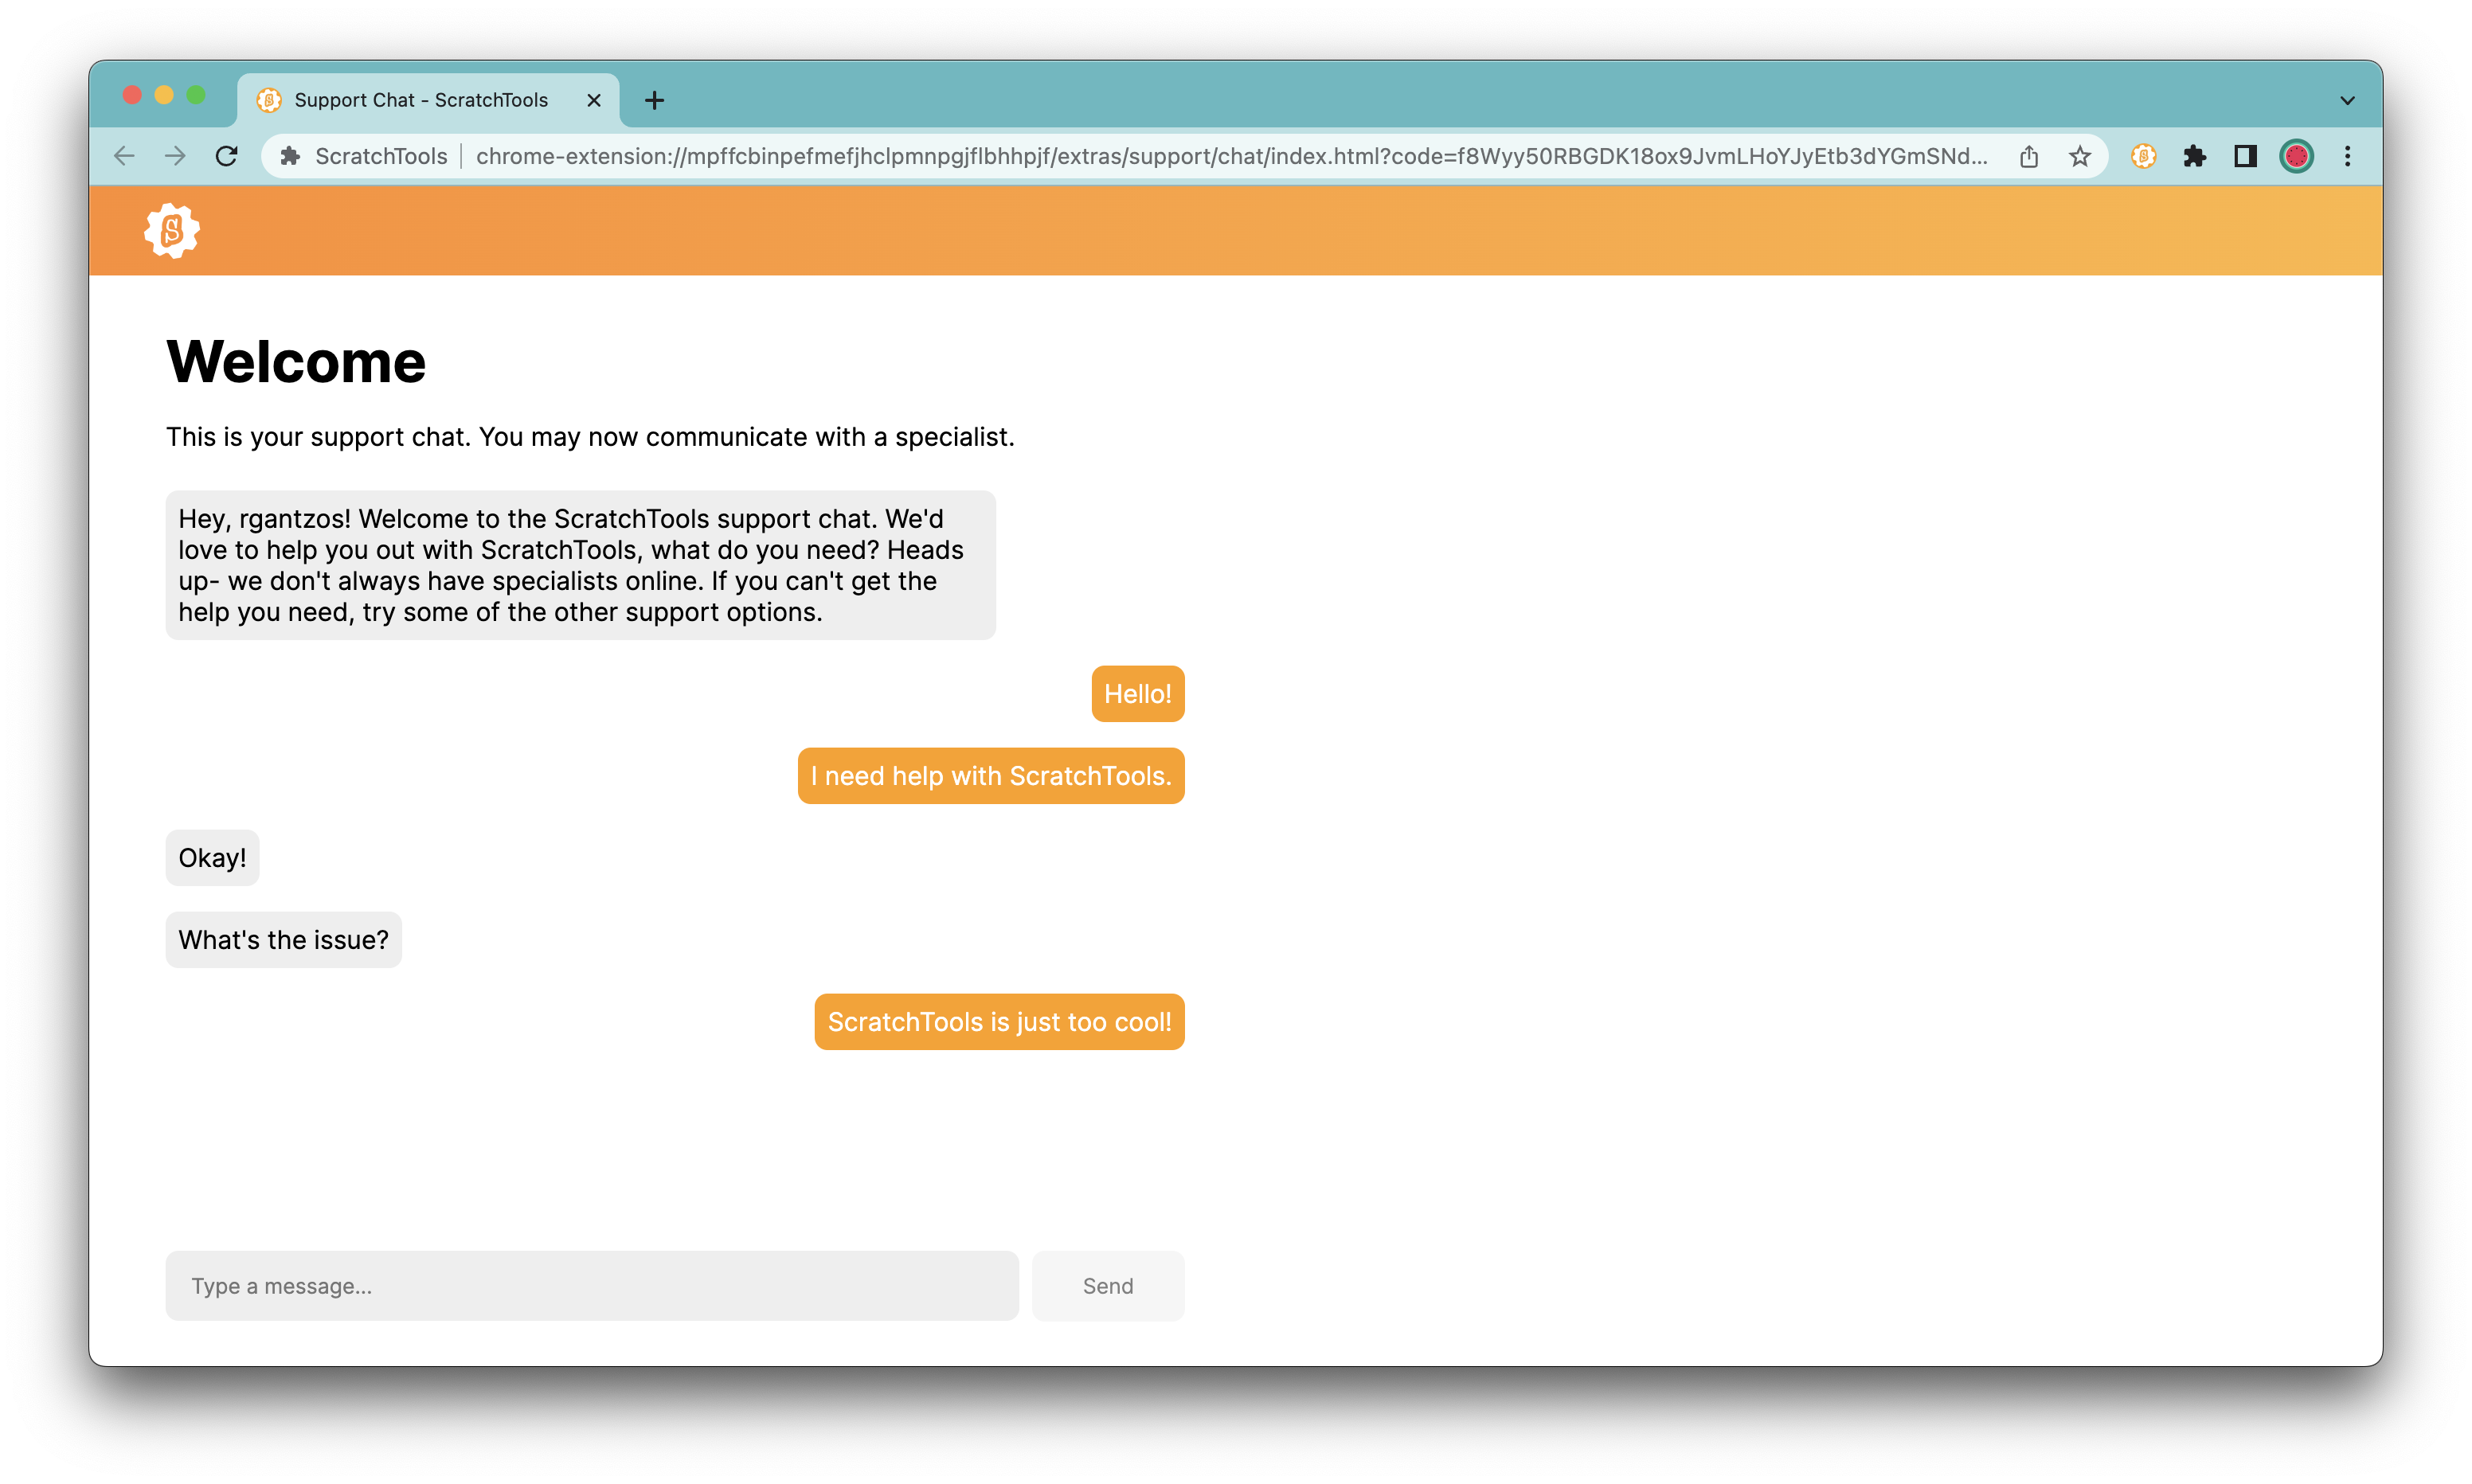 Support Chat - ScratchTools
ScratchTools
chrome-extension://mpffcbinpefmefjhclpmnpgjflbhhpjf/extras/support/chat/index.html?code=f8Wyy50RBGDK18ox9JvmLHoYJyEtb3dYGmSNd...
S
Welcome
This is your support chat. You may now communicate with a specialist.
Hey, rgantzos! Welcome to the ScratchTools support chat. We'd
love to help you out with ScratchTools, what do you need? Heads
up- we don't always have specialists online. If you can't get the
help you need, try some of the other support options.
Hello!
I need help with ScratchTools.
Okay!
What's the issue?
ScratchTools is just too cool!
Type a message...
Send